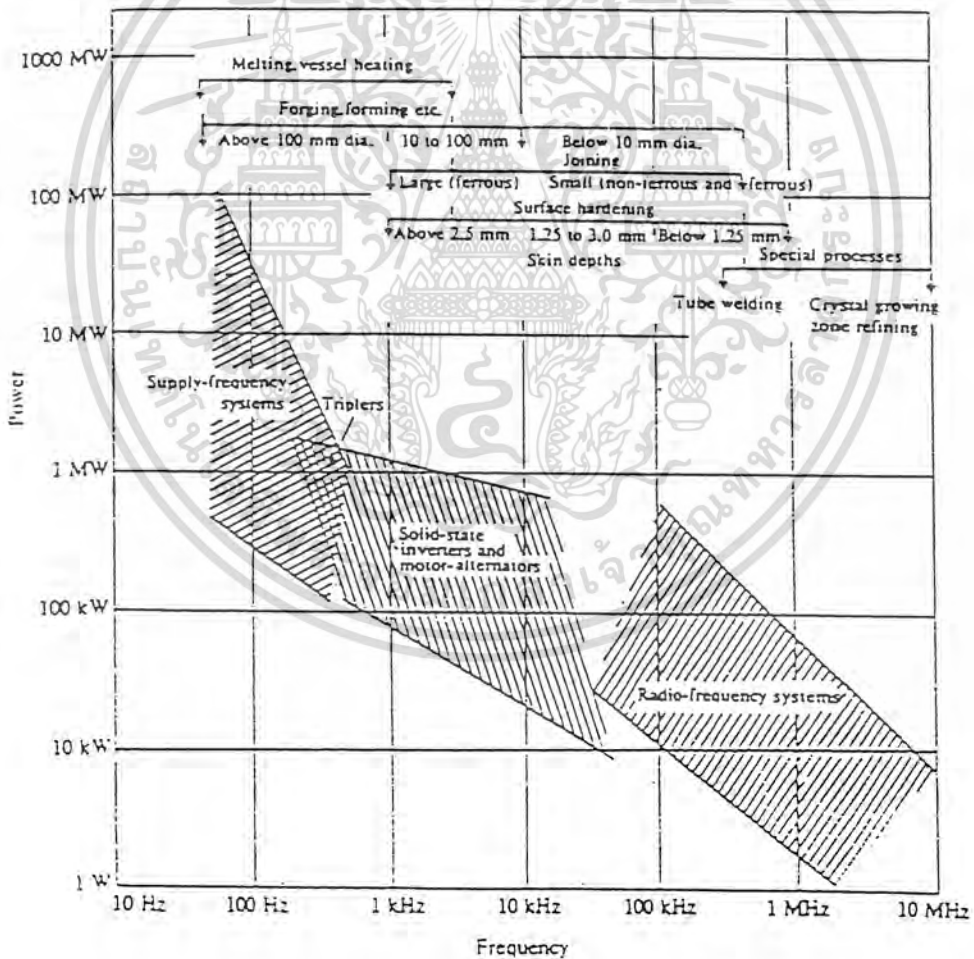 1000 MW
Melting, vessel heating
Forging, forming etc.
Above 100 mm dia.   10 to 100 mm   Below 10 mm dia.
Joining
Large (ferrous)   Small (non-ferrous and ferrous)
100 MW
Surface hardening
Above 2.5 mm   1.25 to 3.0 mm   Below 1.25 mm
Skin depths
Special processes
Tube welding   Crystal growing
zone refining
10 MW
Power
Supply-frequency
systems
Triplers
1 MW
Solid-state
inverters and
motor-alternators
100 kW
Radio-frequency systems
10 kW
1 W
10 Hz   100 Hz   1 kHz   10 kHz   100 kHz   1 MHz   10 MHz
Frequency